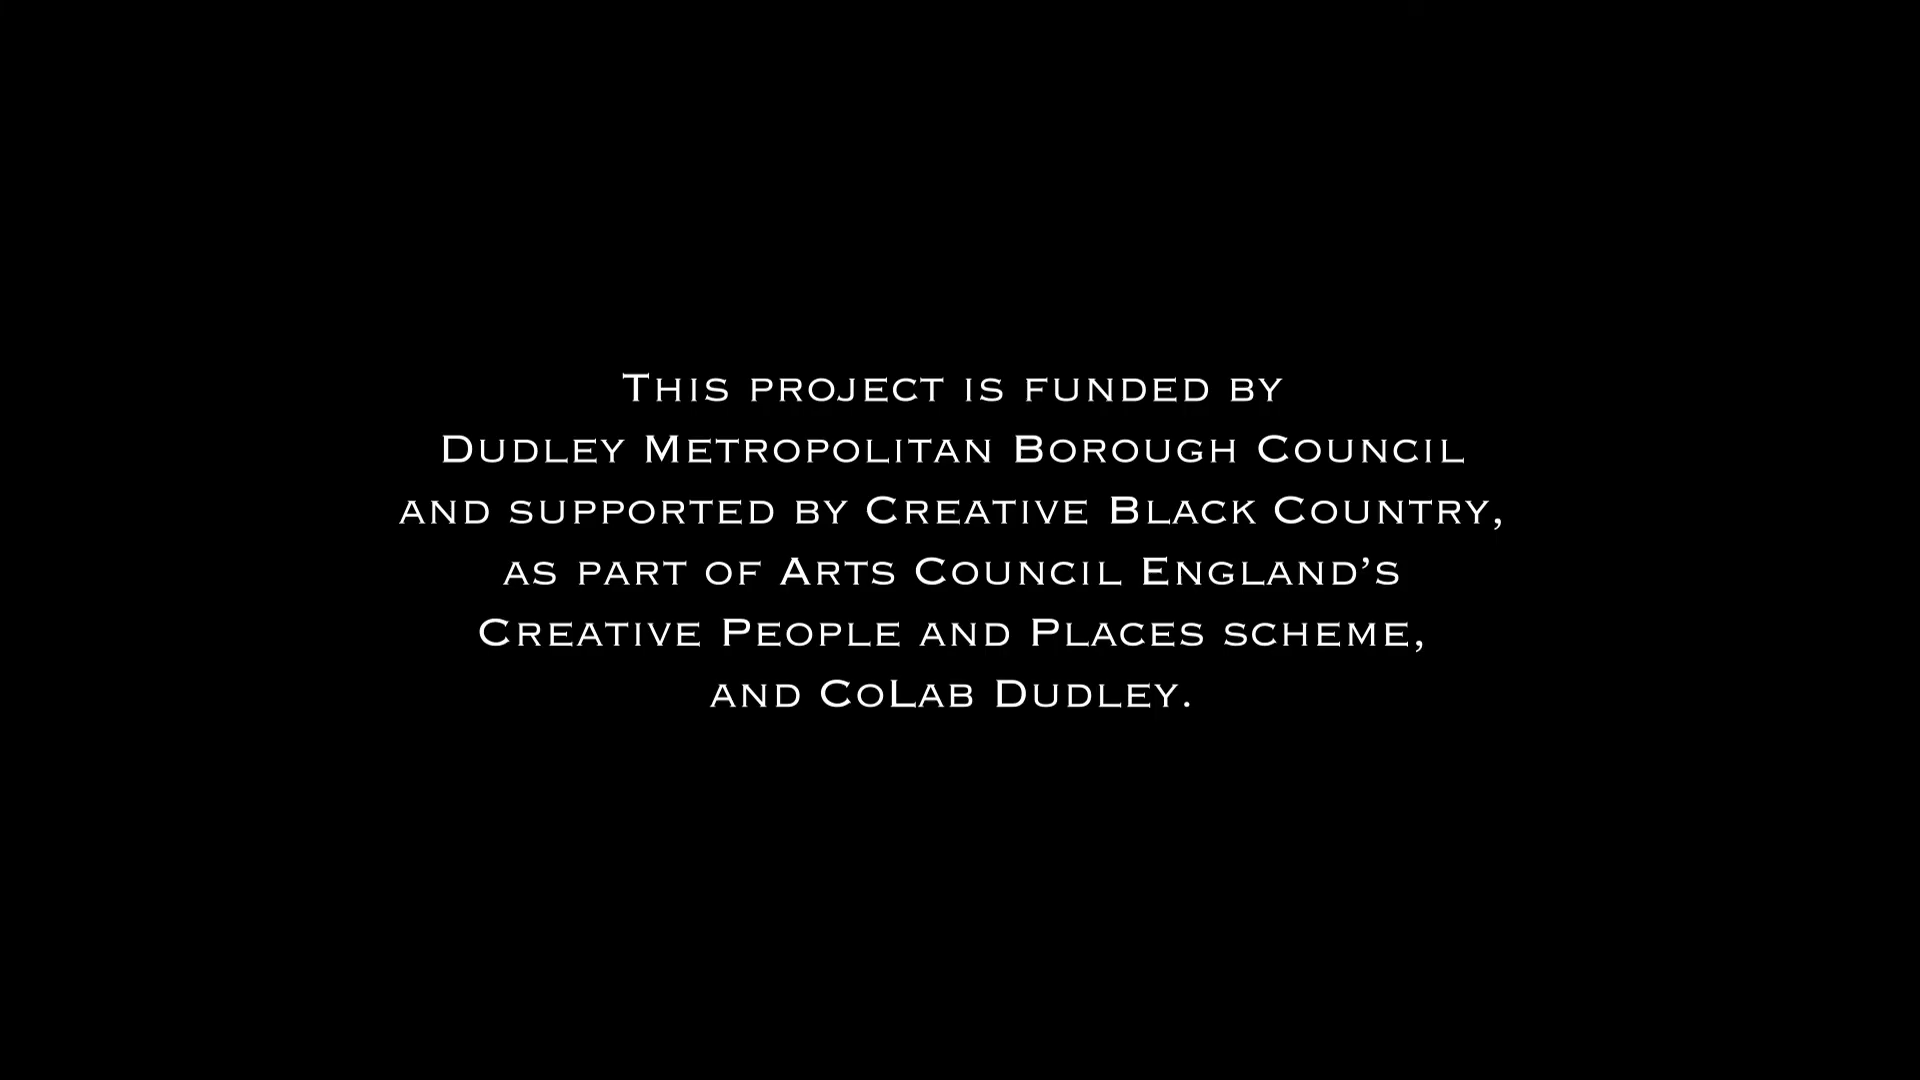 This project is funded by
Dudley Metropolitan Borough Council
and supported by Creative Black Country,
as part of Arts Council England’s
Creative People and Places scheme,
and CoLab Dudley.